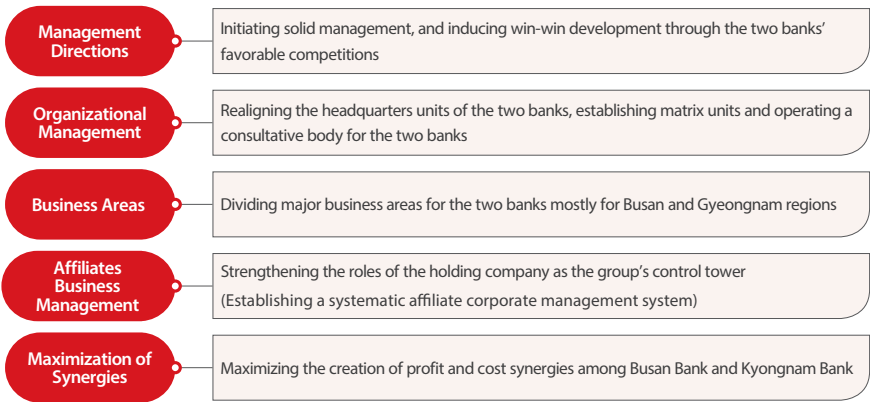 Management
Directions
Initiating solid management, and inducing win-win development through the two banks’
favorable competitions
Organizational
Management
Realigning the headquarters units of the two banks, establishing matrix units and operating a
consultative body for the two banks
Business Areas
Dividing major business areas for the two banks mostly for Busan and Gyeongnam regions
Affiliates
Business
Management
Strengthening the roles of the holding company as the group’s control tower
(Establishing a systematic affiliate corporate management system)
Maximization of
Synergies
Maximizing the creation of profit and cost synergies among Busan Bank and Kyongnam Bank